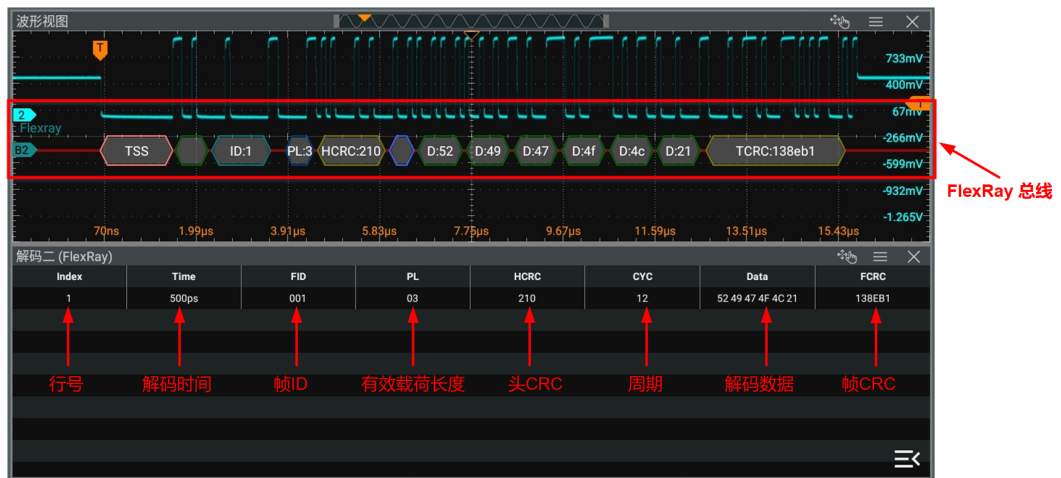 波形视图
T
733mV
400mV
T
2
67mV
Flexray
-266mV
B2
TSS
ID:1
PL:3
HCRC:210
D:52
D:49
D:47
D:4f
D:4c
D:21
TCRC:138eb1
-599mV
FlexRay 总线
-932mV
-1.265V
70ns 1.99μs 3.91μs 5.83μs 7.75μs 9.67μs 11.59μs 13.51μs 15.43μs
解码二 (FlexRay)
Index Time FID PL HCRC CYC Data FCRC
1 500ps 001 03 210 12 52 49 47 4F 4C 21 138EB1
行号 解码时间 帧ID 有效载荷长度 头CRC 周期 解码数据 帧CRC